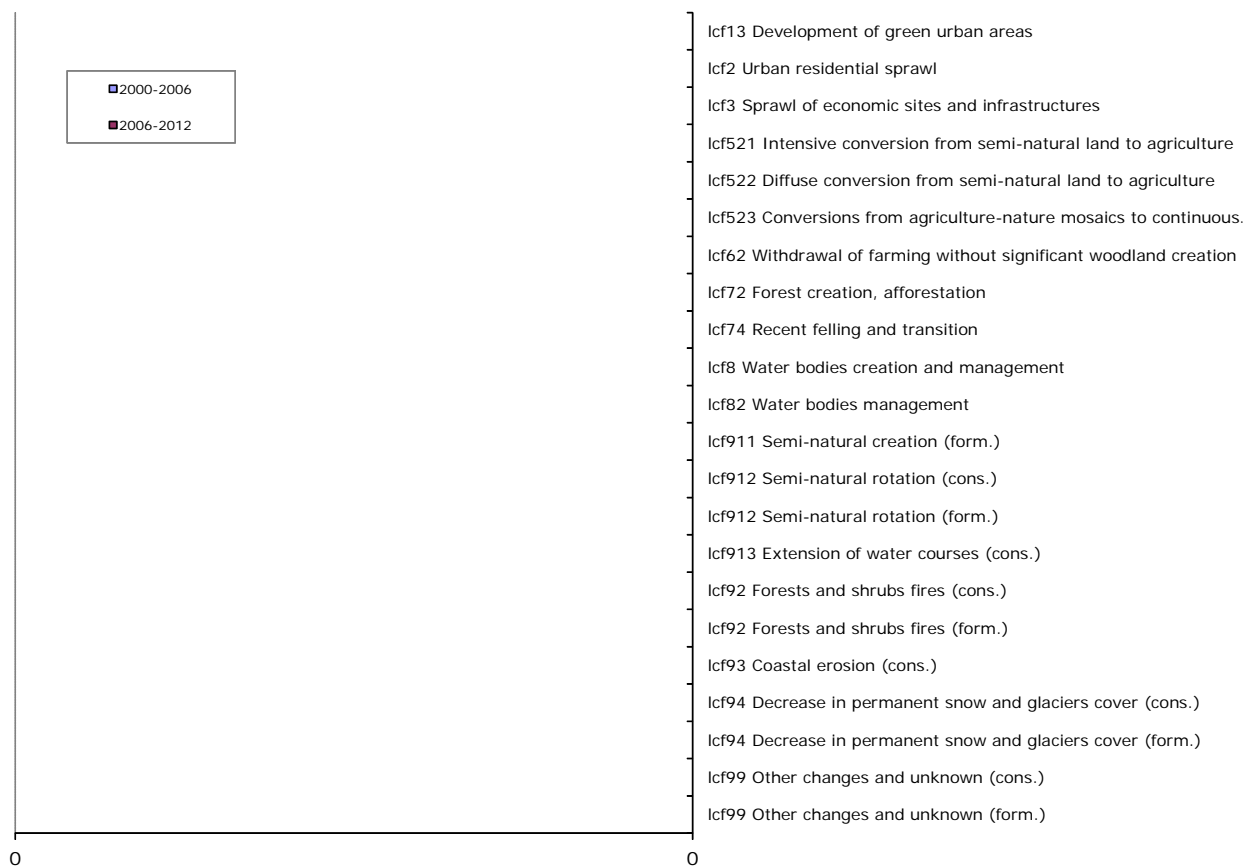 2000-2006
2006-2012
lcf13 Development of green urban areas
lcf2 Urban residential sprawl
lcf3 Sprawl of economic sites and infrastructures
lcf521 Intensive conversion from semi-natural land to agriculture
lcf522 Diffuse conversion from semi-natural land to agriculture
lcf523 Conversions from agriculture-nature mosaics to continuous.
lcf62 Withdrawal of farming without significant woodland creation
lcf72 Forest creation, afforestation
lcf74 Recent felling and transition
lcf8 Water bodies creation and management
lcf82 Water bodies management
lcf911 Semi-natural creation (form.)
lcf912 Semi-natural rotation (cons.)
lcf912 Semi-natural rotation (form.)
lcf913 Extension of water courses (cons.)
lcf92 Forests and shrubs fires (cons.)
lcf92 Forests and shrubs fires (form.)
lcf93 Coastal erosion (cons.)
lcf94 Decrease in permanent snow and glaciers cover (cons.)
lcf94 Decrease in permanent snow and glaciers cover (form.)
lcf99 Other changes and unknown (cons.)
lcf99 Other changes and unknown (form.)
0 0